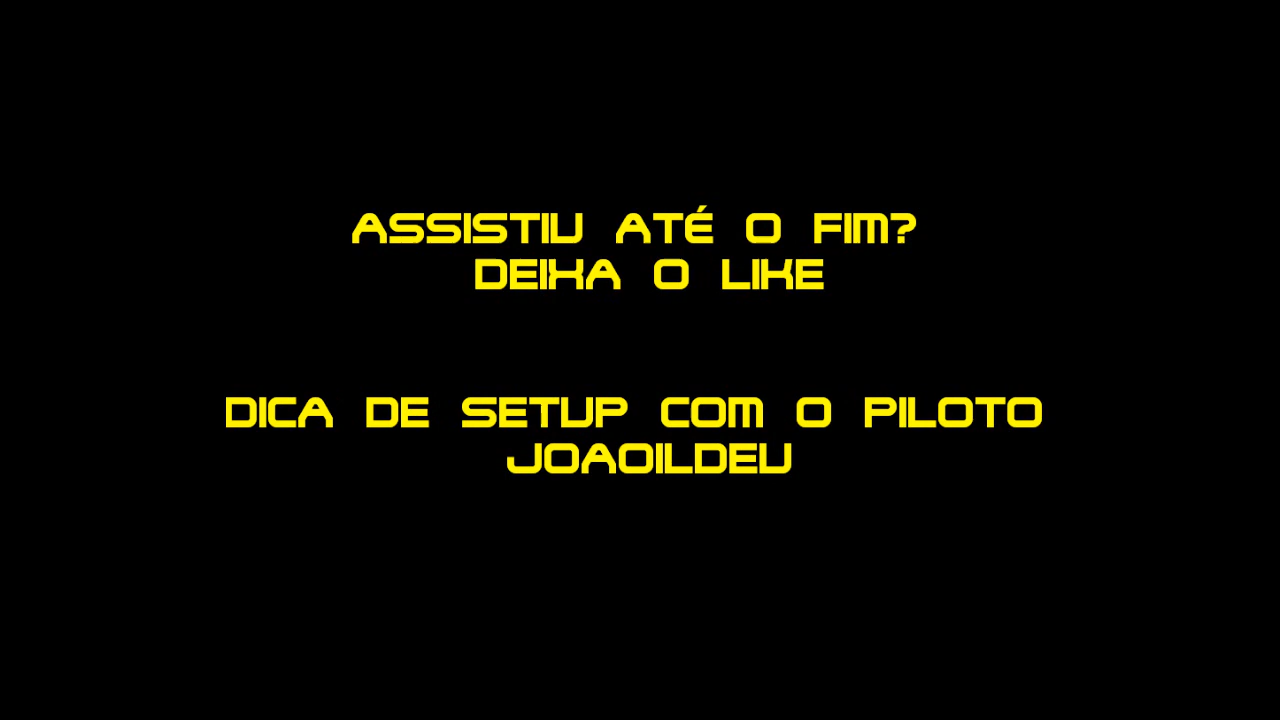 ASSISTIU ATÉ O FIM?
DEIXA O LIKE
DICA DE SETUP COM O PILOTO
JOAOILDEU